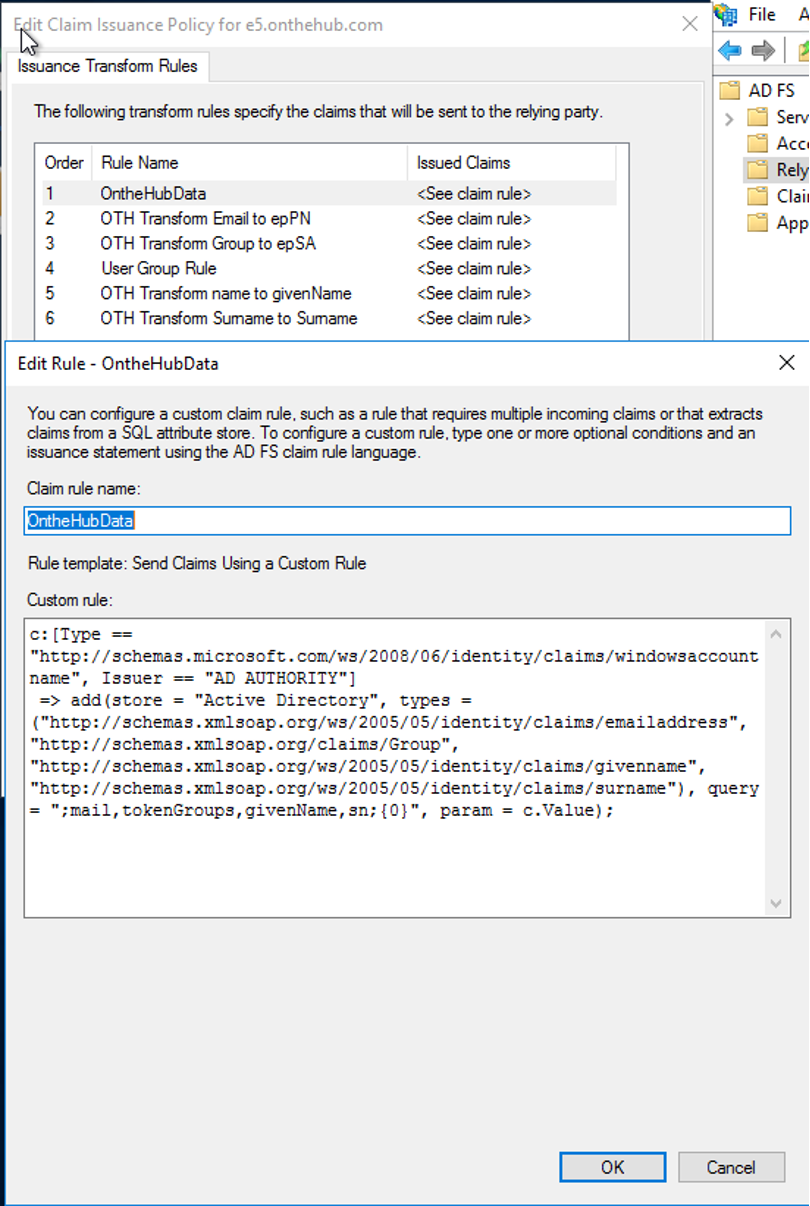 Edit Claim Issuance Policy for e5.onthehub.com
File
Issuance Transform Rules
The following transform rules specify the claims that will be sent to the relying party.
Order Rule Name Issued Claims
1 OntheHubData <See claim rule>
2 OTH Transform Email to epPN <See claim rule>
3 OTH Transform Group to epSA <See claim rule>
4 User Group Rule <See claim rule>
5 OTH Transform name to givenName <See claim rule>
6 OTH Transform Surname to Surname <See claim rule>
AD FS
Serv
Acce
Rely
Clai
App
Edit Rule - OntheHubData
You can configure a custom claim rule, such as a rule that requires multiple incoming claims or that extracts
claims from a SQL attribute store. To configure a custom rule, type one or more optional conditions and an
issuance statement using the AD FS claim rule language.
Claim rule name:
OntheHubData
Rule template: Send Claims Using a Custom Rule
Custom rule:
c:[Type ==
"http://schemas.microsoft.com/ws/2008/06/identity/claims/windowsaccount
name", Issuer == "AD AUTHORITY"]
=> add(store = "Active Directory", types =
("http://schemas.xmlsoap.org/ws/2005/05/identity/claims/emailaddress",
"http://schemas.xmlsoap.org/claims/Group",
"http://schemas.xmlsoap.org/ws/2005/05/identity/claims/givenname",
"http://schemas.xmlsoap.org/ws/2005/05/identity/claims/surname"), query
= ";mail,tokenGroups,givenName,sn;{0}", param = c.Value);
OK
Cancel